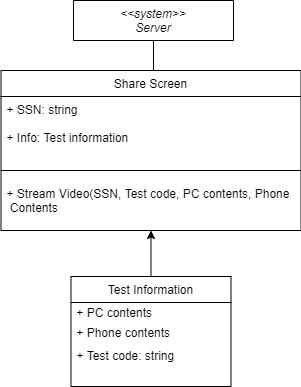 <<system>>
Server
Share Screen
+ SSN: string
+ Info: Test information
+ Stream Video(SSN, Test code, PC contents, Phone
Contents
Test Information
+ PC contents
+ Phone contents
+ Test code: string